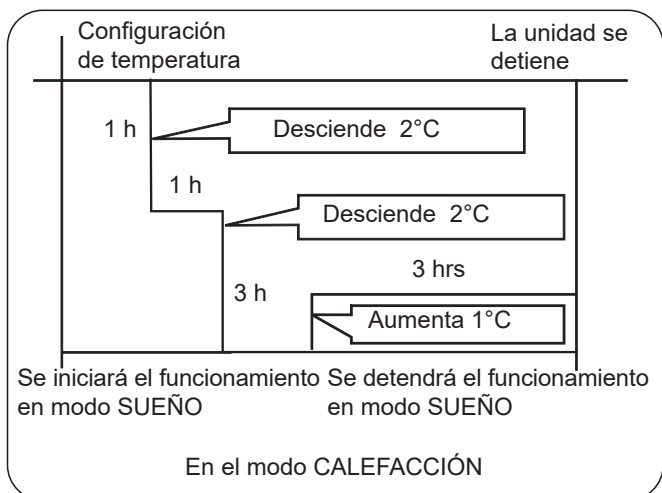 Configuración
de temperatura
La unidad se
detiene
1 h
Desciende 2°C
1 h
Desciende 2°C
3 hrs
3 h
Aumenta 1°C
Se iniciará el funcionamiento
en modo SUEÑO
Se detendrá el funcionamiento
en modo SUEÑO
En el modo CALEFACCIÓN